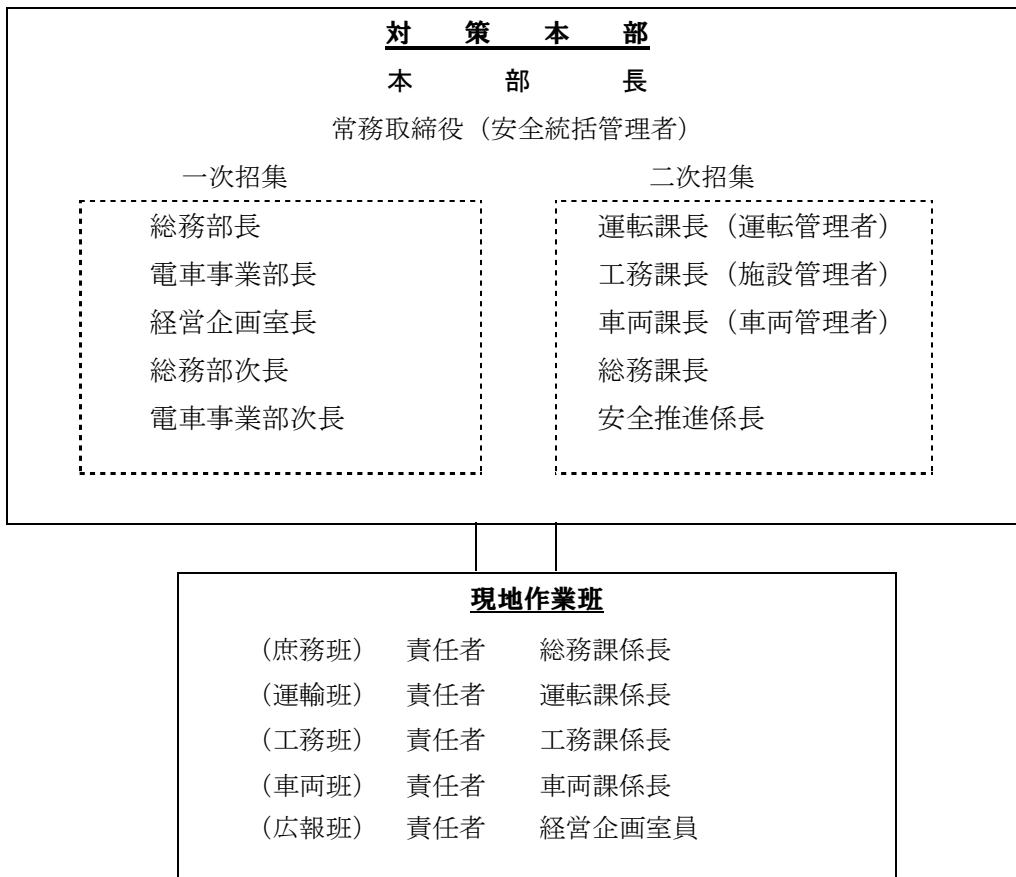 対策本部
本部長
常務取締役（安全統括管理者）
一次招集
総務部長
電車事業部長
経営企画室長
総務部次長
電車事業部次長
二次招集
運転課長（運転管理者）
工務課長（施設管理者）
車両課長（車両管理者）
総務課長
安全推進係長
現地作業班
（庶務班） 責任者 総務課係長
（運輸班） 責任者 運転課係長
（工務班） 責任者 工務課係長
（車両班） 責任者 車両課係長
（広報班） 責任者 経営企画室員